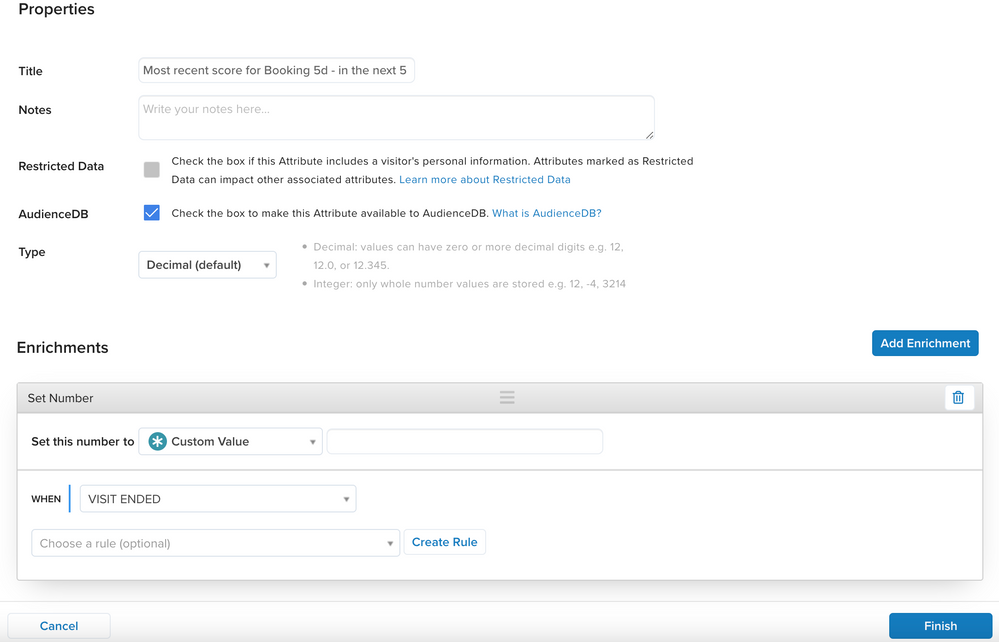 Properties
Title
Most recent score for Booking 5d - in the next 5
Notes
Write your notes here...
Restricted Data
Check the box if this Attribute includes a visitor's personal information. Attributes marked as Restricted
Data can impact other associated attributes. Learn more about Restricted Data
AudienceDB
Check the box to make this Attribute available to AudienceDB. What is AudienceDB?
Type
Decimal (default)
• Decimal: values can have zero or more decimal digits e.g. 12,
12.0, or 12.345.
• Integer: only whole number values are stored e.g. 12, -4, 3214
Enrichments
Add Enrichment
Set Number
Set this number to
Custom Value
WHEN
VISIT ENDED
Choose a rule (optional)
Create Rule
Cancel
Finish